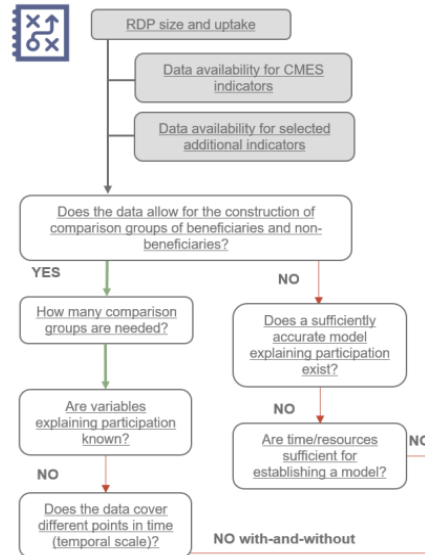 RDP size and uptake
Data availability for CMES
indicators
Data availability for selected
additional indicators
Does the data allow for the construction of
comparison groups of beneficiaries and non-
beneficiaries?
YES
NO
How many comparison
groups are needed?
Does a sufficiently
accurate model
explaining participation
exist?
Are variables
explaining participation
known?
NO
Are time/resources
sufficient for
establishing a model?
NO
NO
Does the data cover
different points in time
(temporal scale)?
NO with-and-without